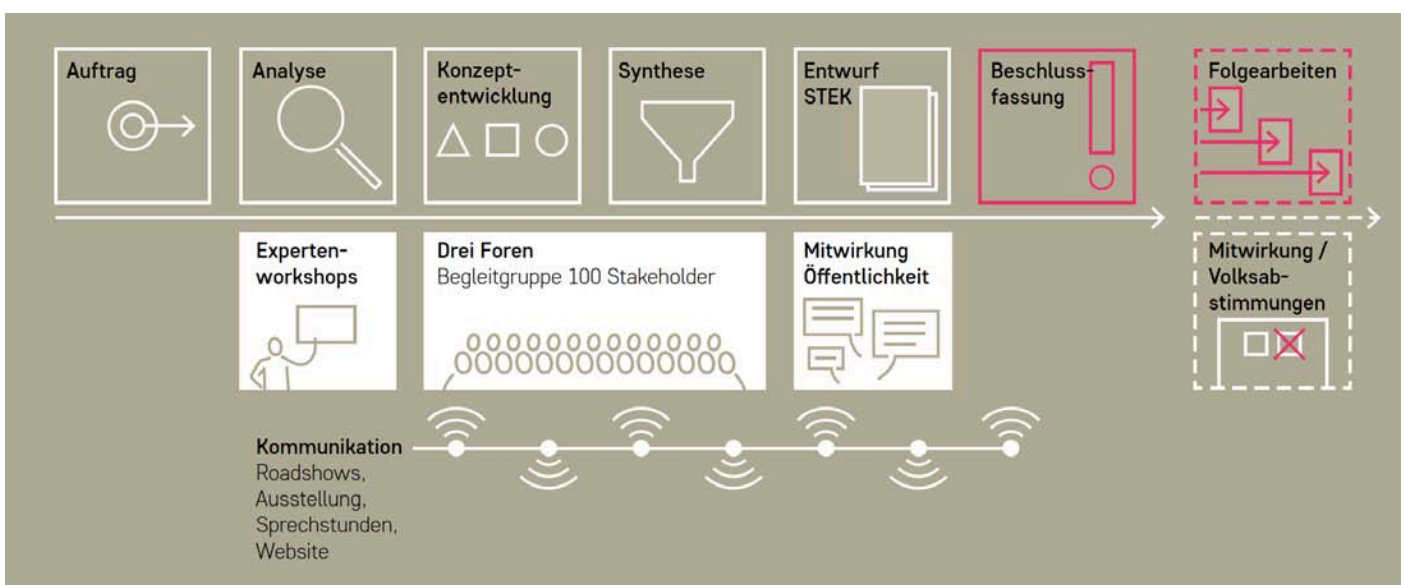 Auftrag
Analyse
Konzept-
entwicklung
Synthese
Entwurf
STEK
Beschluss-
fassung
Folgearbeiten
Experten-
workshops
Drei Foren
Begleitgruppe 100 Stakeholder
Mitwirkung
Öffentlichkeit
Mitwirkung /
Volksab-
stimmungen
Kommunikation
Roadshows,
Ausstellung,
Sprechstunden,
Website